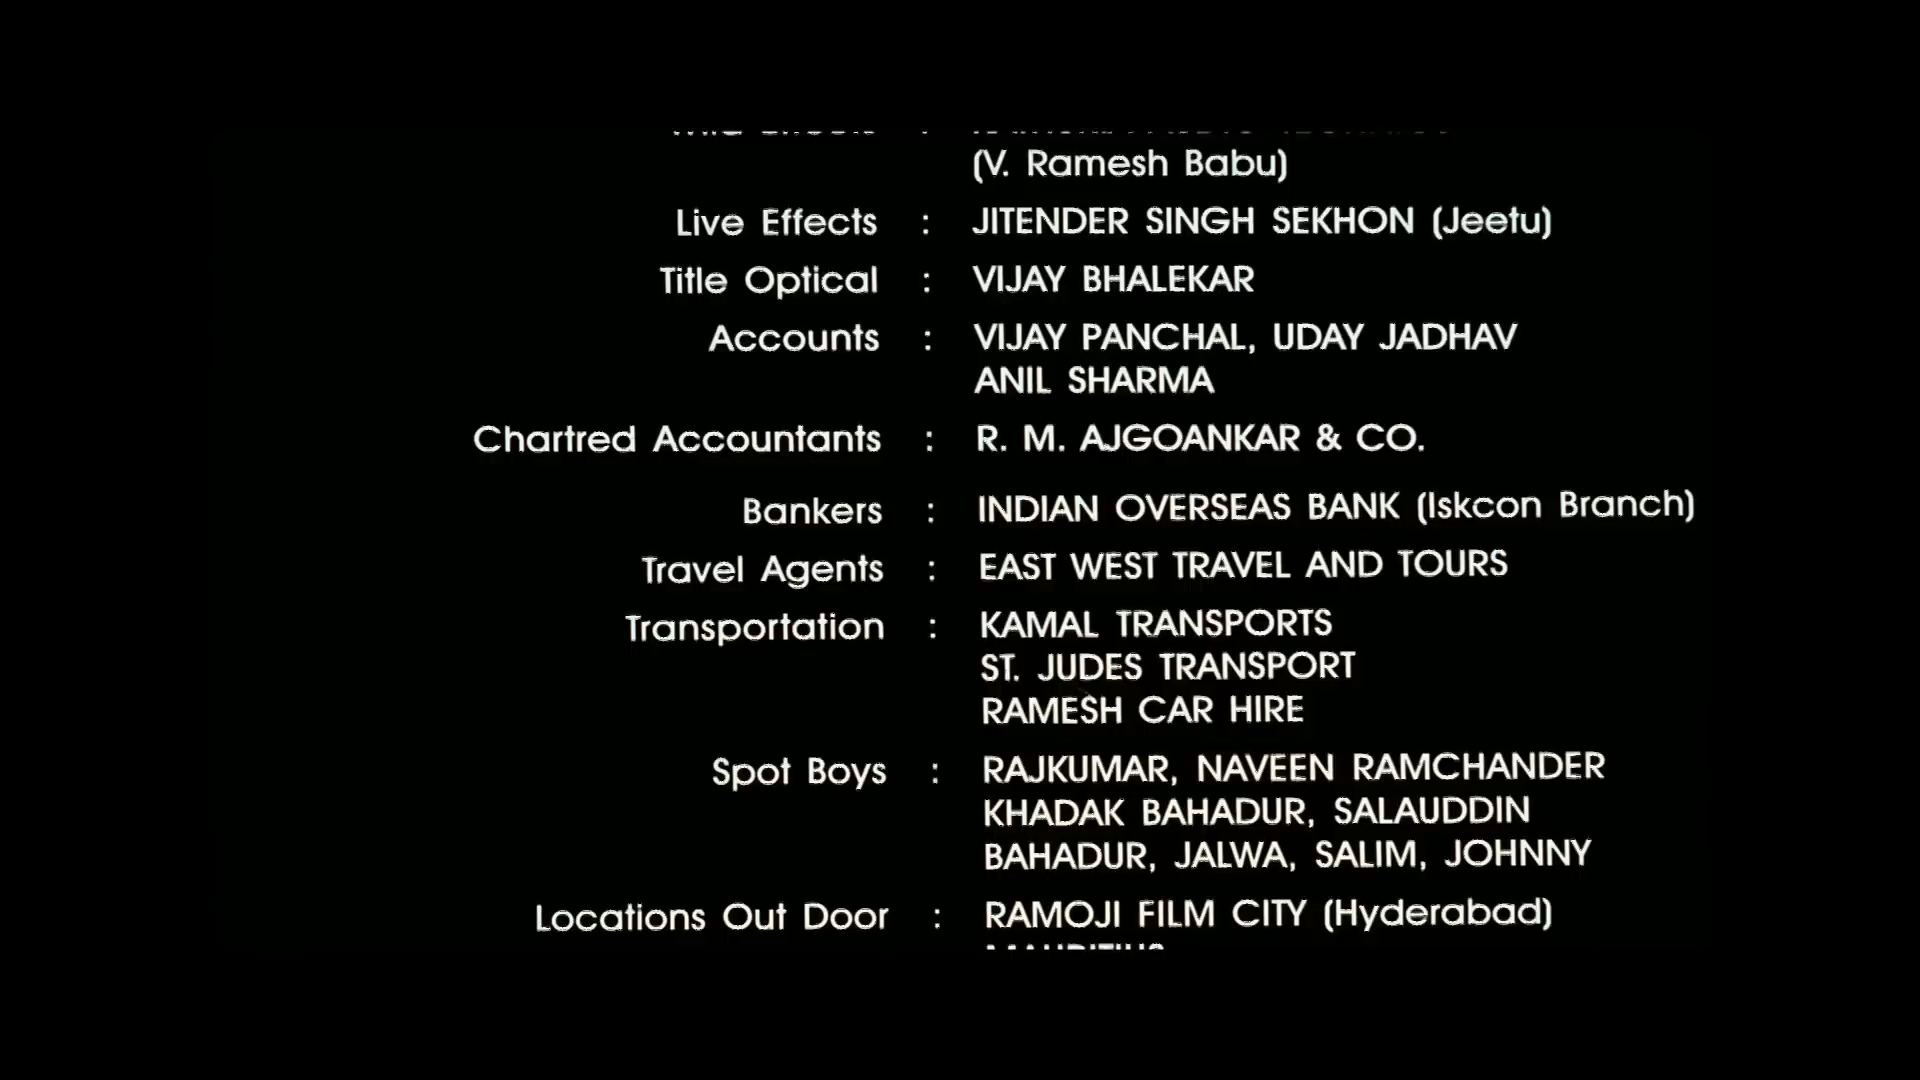 (V. Ramesh Babu)
Live Effects : JITENDER SINGH SEKHON (Jeetu)
Title Optical : VIJAY BHALEKAR
Accounts : VIJAY PANCHAL, UDAY JADHAV
ANIL SHARMA
Chartred Accountants : R. M. AJGOANKAR & CO.
Bankers : INDIAN OVERSEAS BANK (Iskcon Branch)
Travel Agents : EAST WEST TRAVEL AND TOURS
Transportation : KAMAL TRANSPORTS
ST. JUDES TRANSPORT
RAMESH CAR HIRE
Spot Boys : RAJKUMAR, NAVEEN RAMCHANDER
KHADAK BAHADUR, SALAUDDIN
BAHADUR, JALWA, SALIM, JOHNNY
Locations Out Door : RAMOJI FILM CITY (Hyderabad)